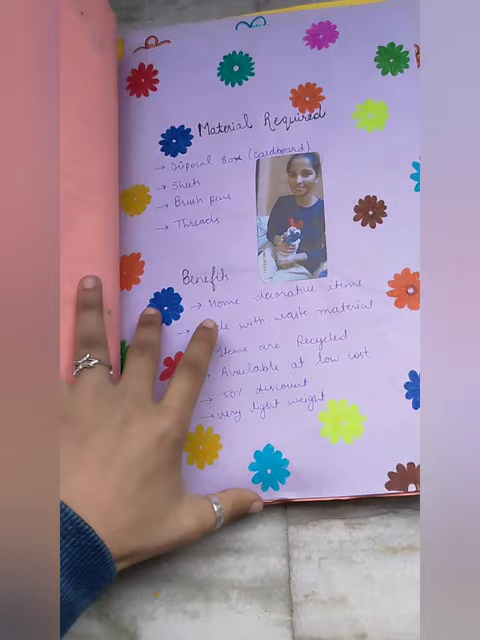 Material Required
→ Disposal Box (cardboard)
→ Sheets
→ Brush pens
→ Threads
Benefits
→ Home decorative items
→ with waste material
Items are Recycled
Available at low cost
→ 50% discount
→ very light weight